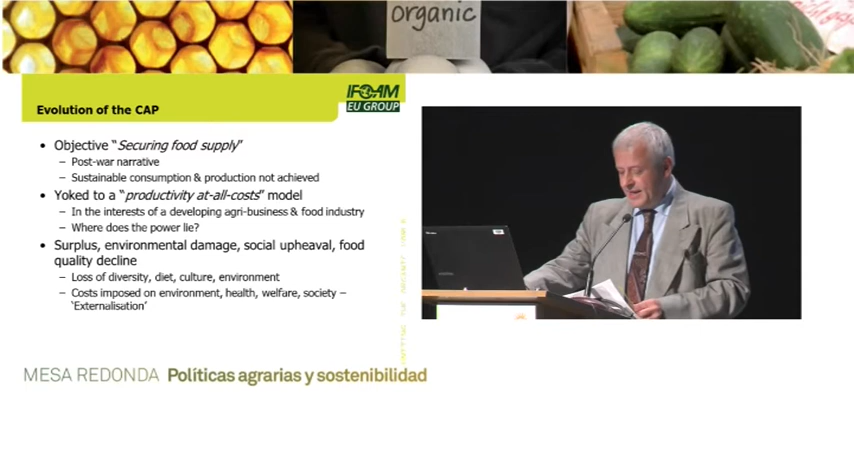 organic
IFOAM
EU GROUP
Evolution of the CAP
• Objective "Securing food supply"
– Post-war narrative
– Sustainable consumption & production not achieved
• Yoked to a "productivity at-all-costs" model
– In the interests of a developing agri-business & food industry
– Where does the power lie?
• Surplus, environmental damage, social upheaval, food
quality decline
– Loss of diversity, diet, culture, environment
– Costs imposed on environment, health, welfare, society –
'Externalisation'
MESA REDONDA Políticas agrarias y sostenibilidad